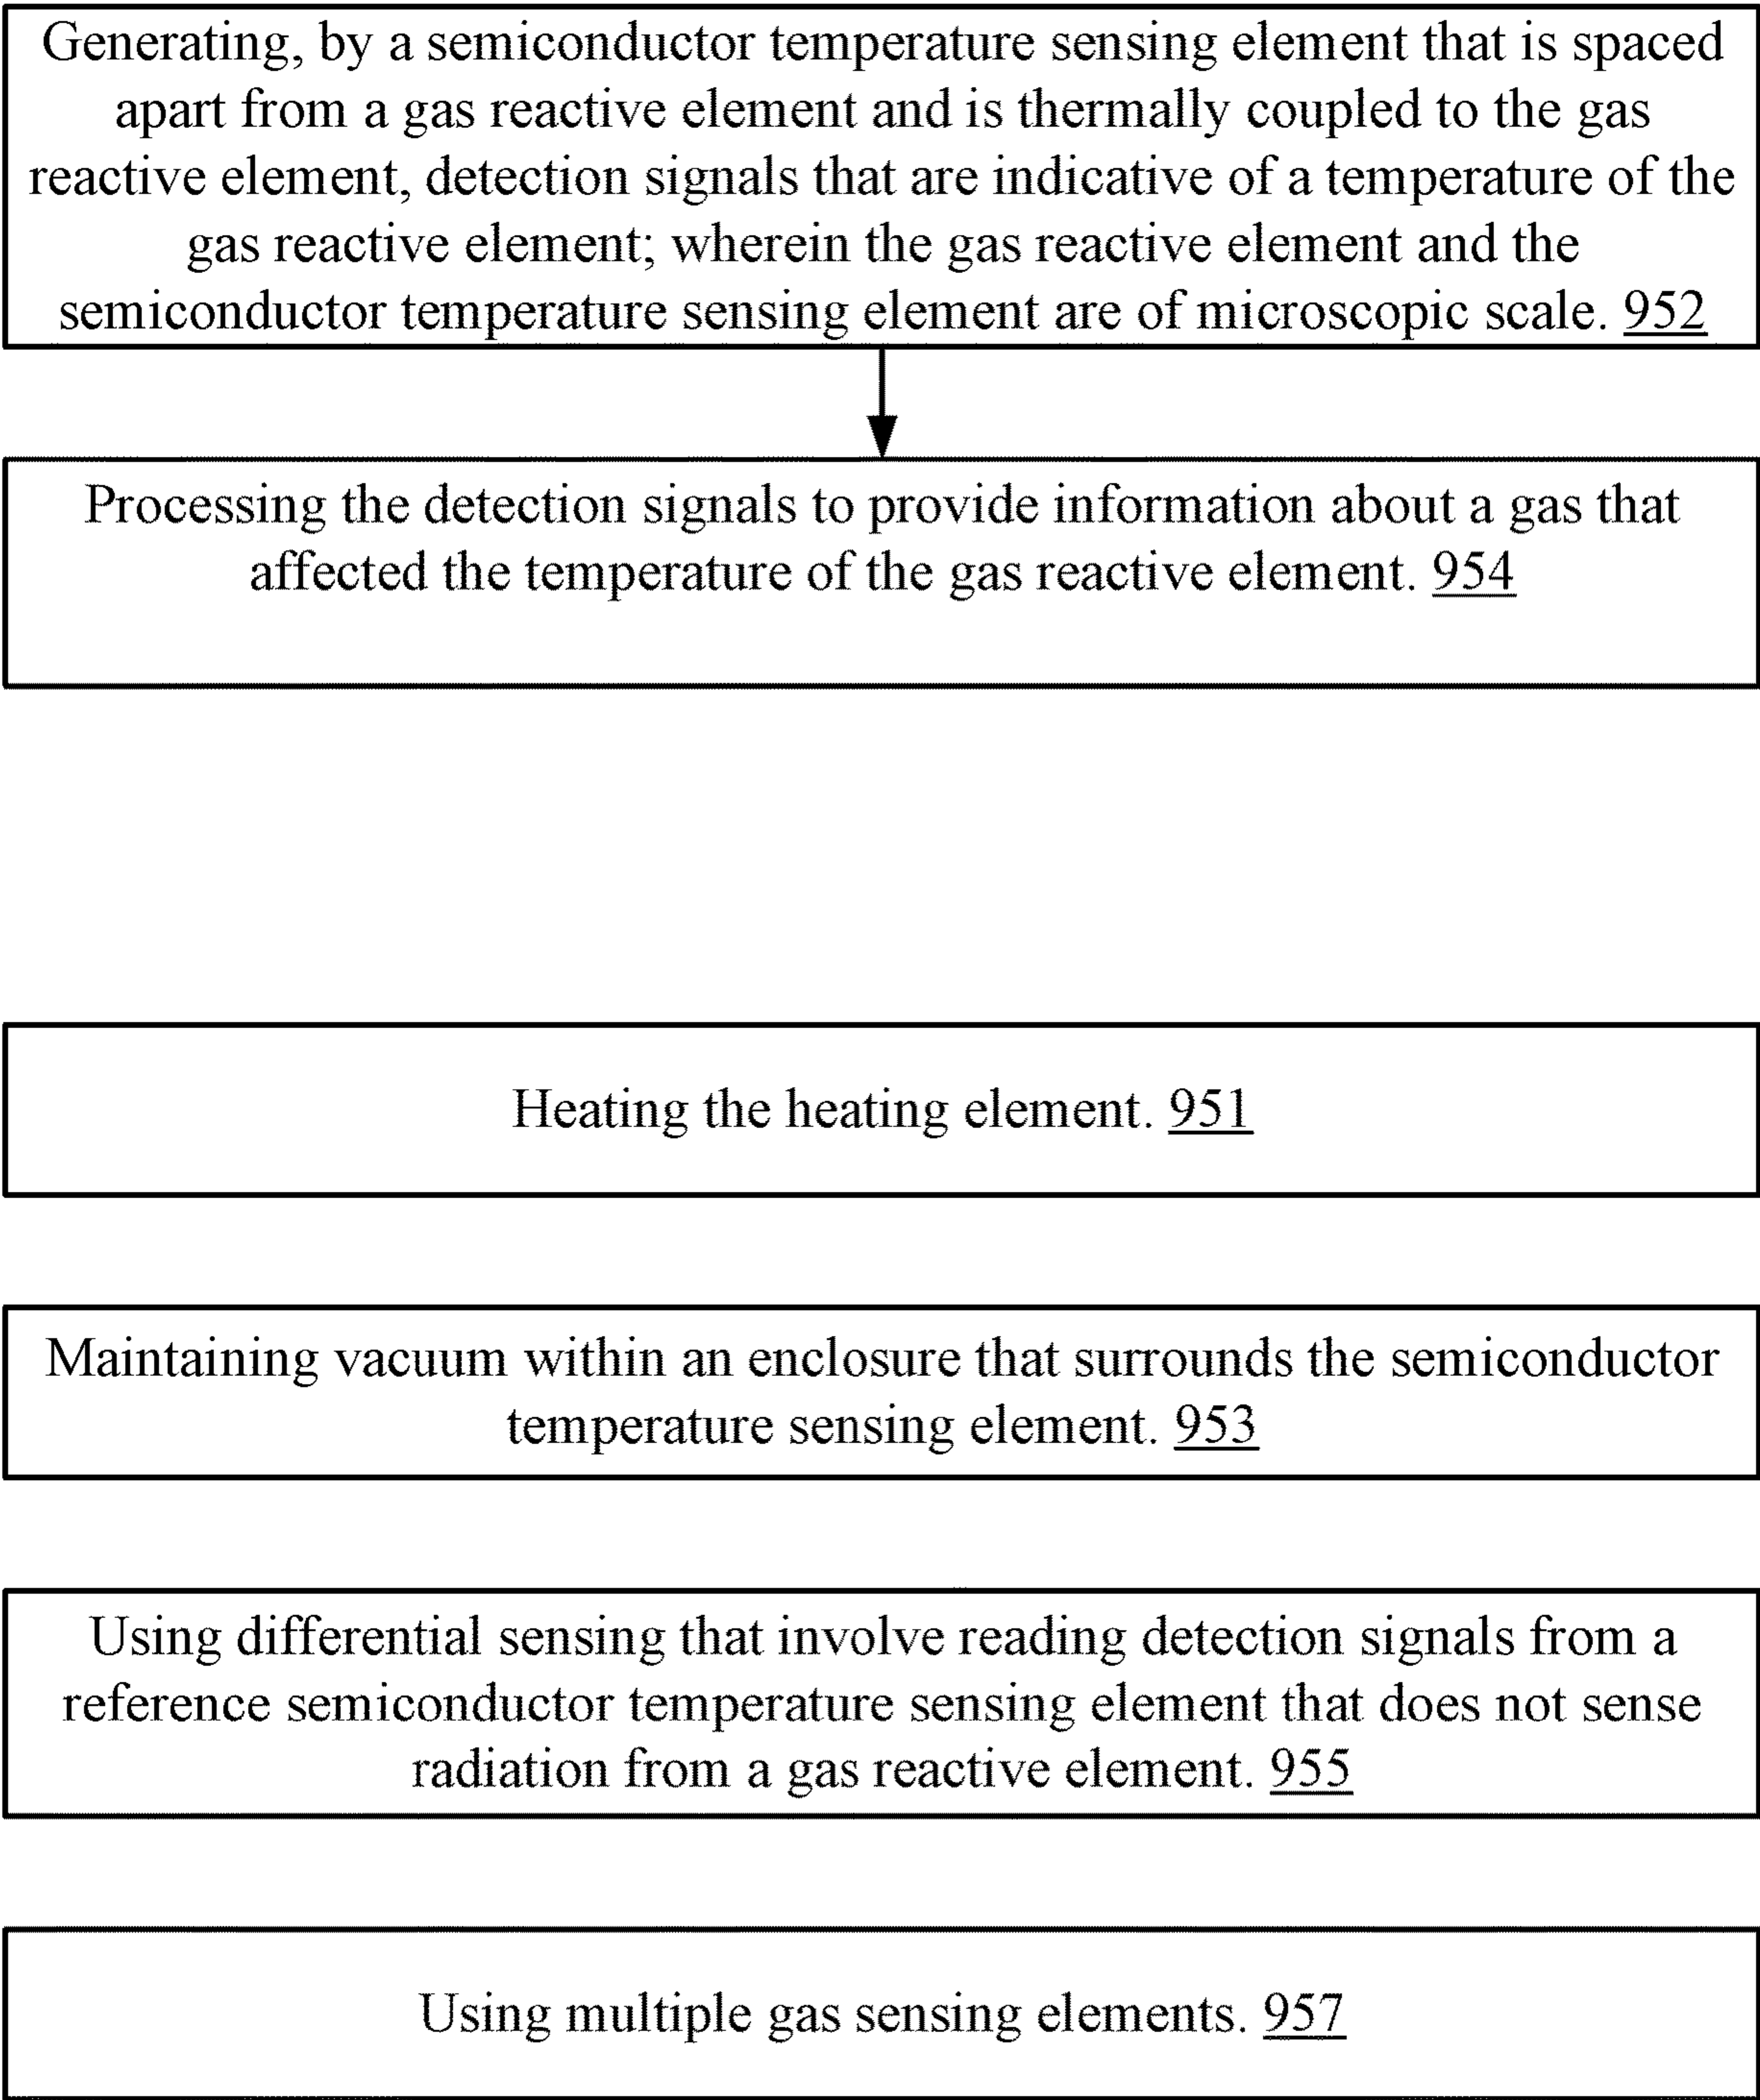 Generating, by a semiconductor temperature sensing element that is spaced
apart from a gas reactive element and is thermally coupled to the gas
reactive element, detection signals that are indicative of a temperature of the
gas reactive element; wherein the gas reactive element and the
semiconductor temperature sensing element are of microscopic scale. 952
Processing the detection signals to provide information about a gas that
affected the temperature of the gas reactive element. 954
Heating the heating element. 951
Maintaining vacuum within an enclosure that surrounds the semiconductor
temperature sensing element. 953
Using differential sensing that involve reading detection signals from a
reference semiconductor temperature sensing element that does not sense
radiation from a gas reactive element. 955
Using multiple gas sensing elements. 957